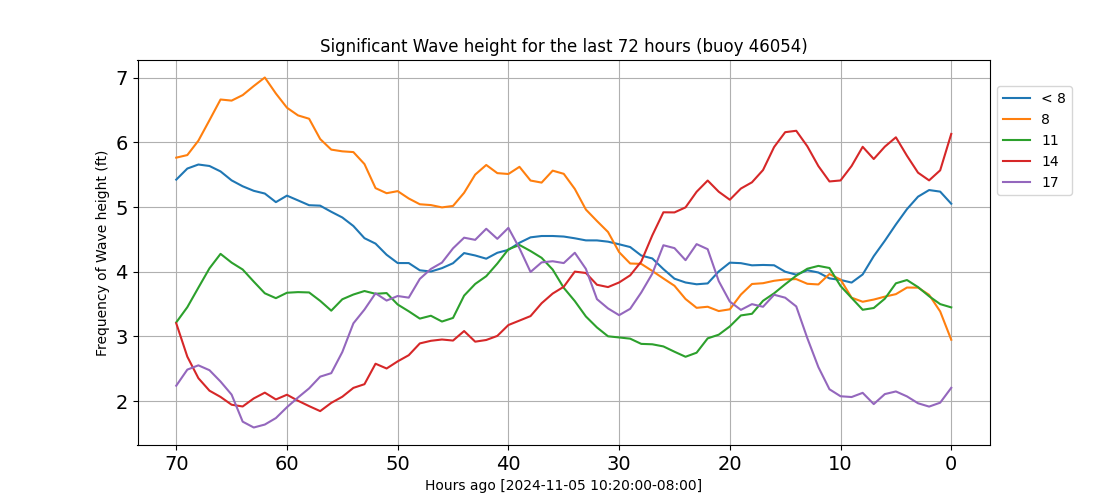 Significant Wave height for the last 72 hours (buoy 46054)
Frequency of Wave height (ft)
7
6
5
4
3
2
70 60 50 40 30 20 10 0
Hours ago [2024-11-05 10:20:00-08:00]
< 8
8
11
14
17